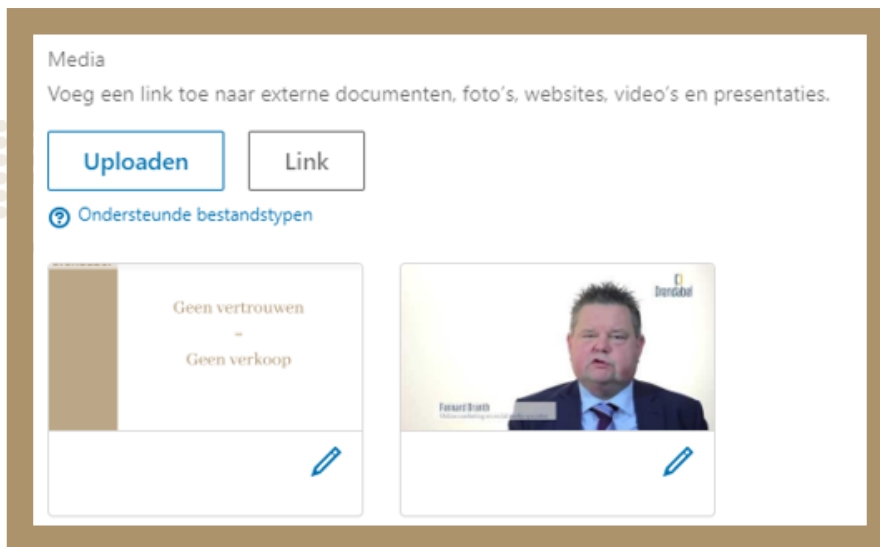 Media
Voeg een link toe naar externe documenten, foto's, websites, video's en presentaties.
Uploaden
Link
Ondersteunde bestandstypen
Geen vertrouwen
-
Geen verkoop
Drendabel